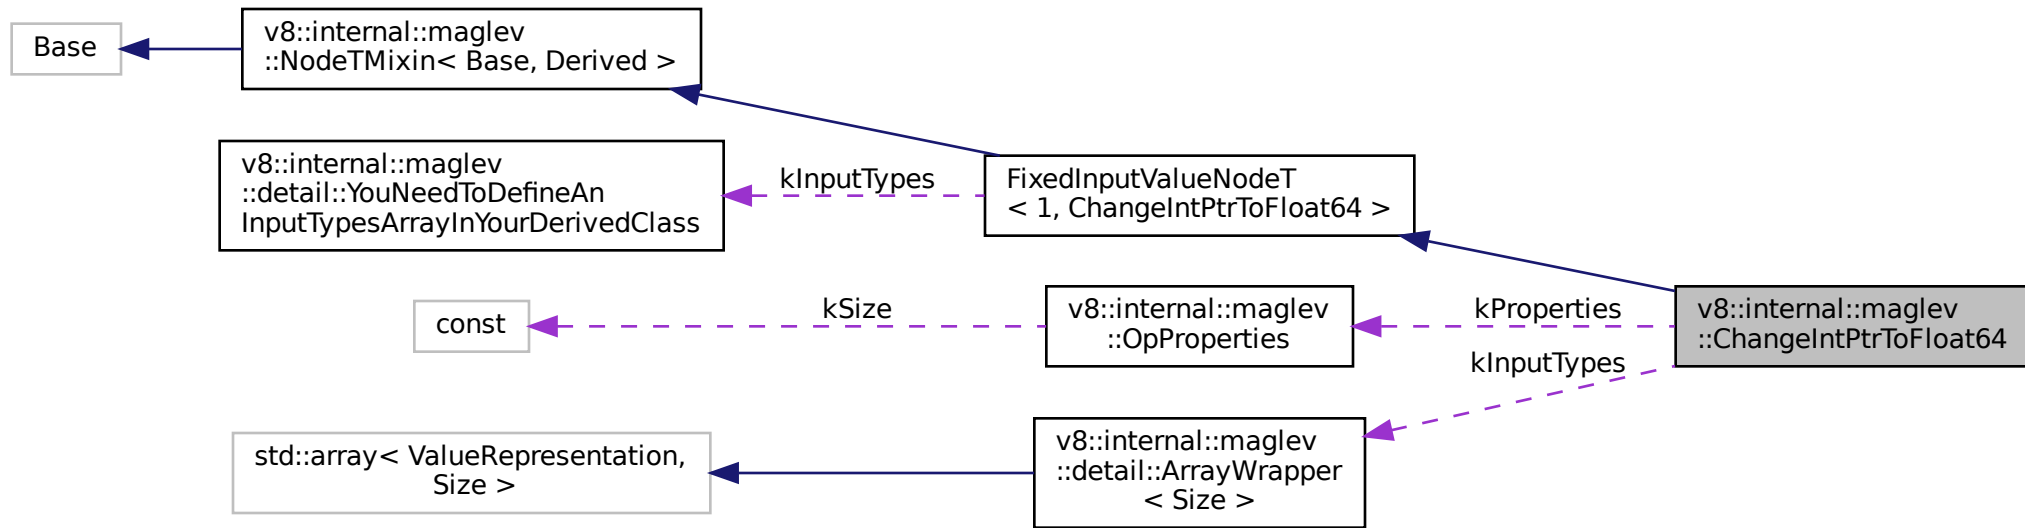 Base
v8::internal::maglev
::NodeTMixin< Base, Derived >
v8::internal::maglev
::detail::YouNeedToDefineAn
InputTypesArrayInYourDerivedClass
kInputTypes
FixedInputValueNodeT
< 1, ChangeIntPtrToFloat64 >
const
kSize
v8::internal::maglev
::OpProperties
kProperties
v8::internal::maglev
::ChangeIntPtrToFloat64
kInputTypes
std::array< ValueRepresentation,
Size >
v8::internal::maglev
::detail::ArrayWrapper
< Size >